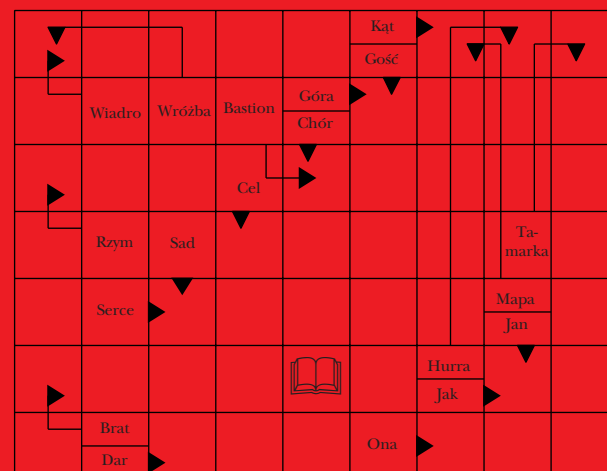 Kąt
Gość
Wiadro
Wróżba
Bastion
Góra
Chór
Cel
Rzym
Sad
Ta-
marka
Serce
Mapa
Jan
Hurra
Jak
Brat
Dar
Ona